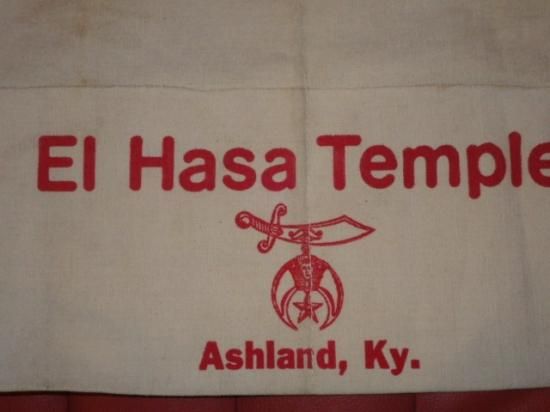 El Hasa Temple
Ashland, Ky.